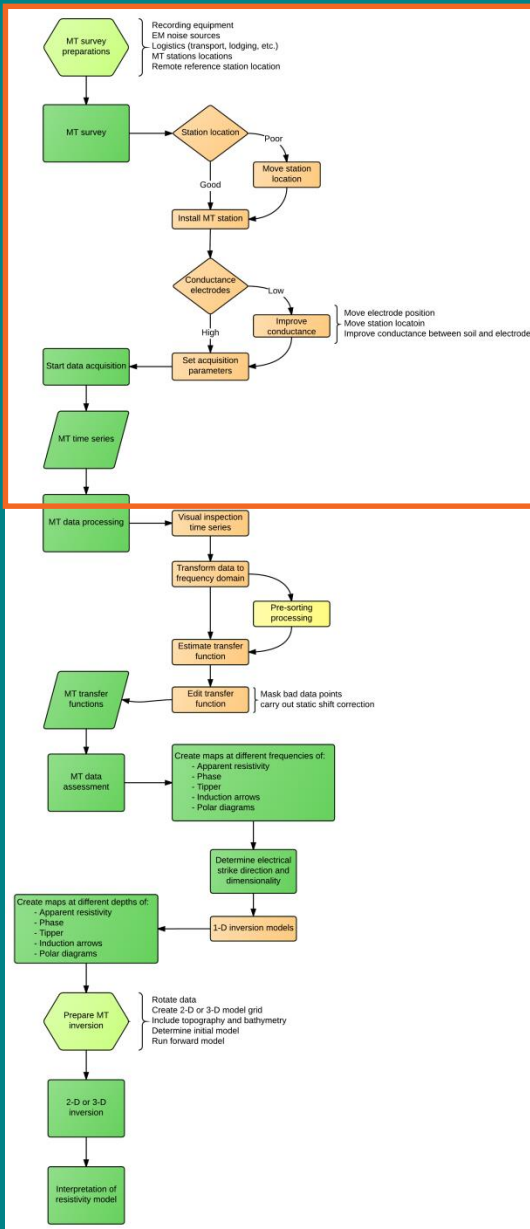 MT survey
preparations
Recording equipment
EM noise sources
Logistics (transport, lodging, etc.)
MT stations locations
Remote reference station location
MT survey
Station location
Poor
Move station
location
Good
Install MT station
Conductance
electrodes
Low
Improve
conductance
Move electrode position
Move station locatoin
Improve conductance between soil and electrode
High
Set acquisition
parameters
Start data acquisition
MT time series
MT data processing
Visual inspection
time series
Transform data to
frequency domain
Pre-sorting
processing
Estimate transfer
function
Edit transfer
function
Mask bad data points
carry out static shift correction
MT transfer
functions
MT data
assessment
Create maps at different frequencies of:
- Apparent resistivity
- Phase
- Tipper
- Induction arrows
- Polar diagrams
Determine electrical
strike direction and
dimensionality
1-D inversion models
Create maps at different depths of:
- Apparent resistivity
- Phase
- Tipper
- Induction arrows
- Polar diagrams
Prepare MT
inversion
Rotate data
Create 2-D or 3-D model grid
Include topography and bathymetry
Determine initial model
Run forward model
2-D or 3-D
inversion
Interpretation of
resistivity model